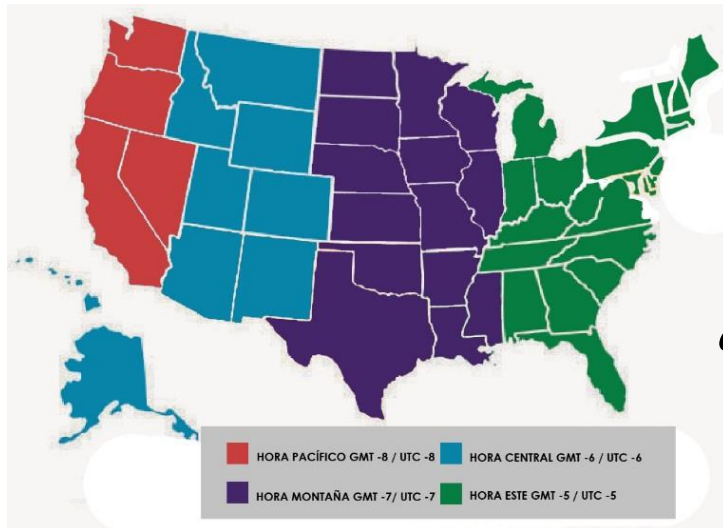 HORA PACÍFICO GMT -8 / UTC -8
HORA CENTRAL GMT -6 / UTC -6
HORA MONTAÑA GMT -7/ UTC -7
HORA ESTE GMT -5 / UTC -5